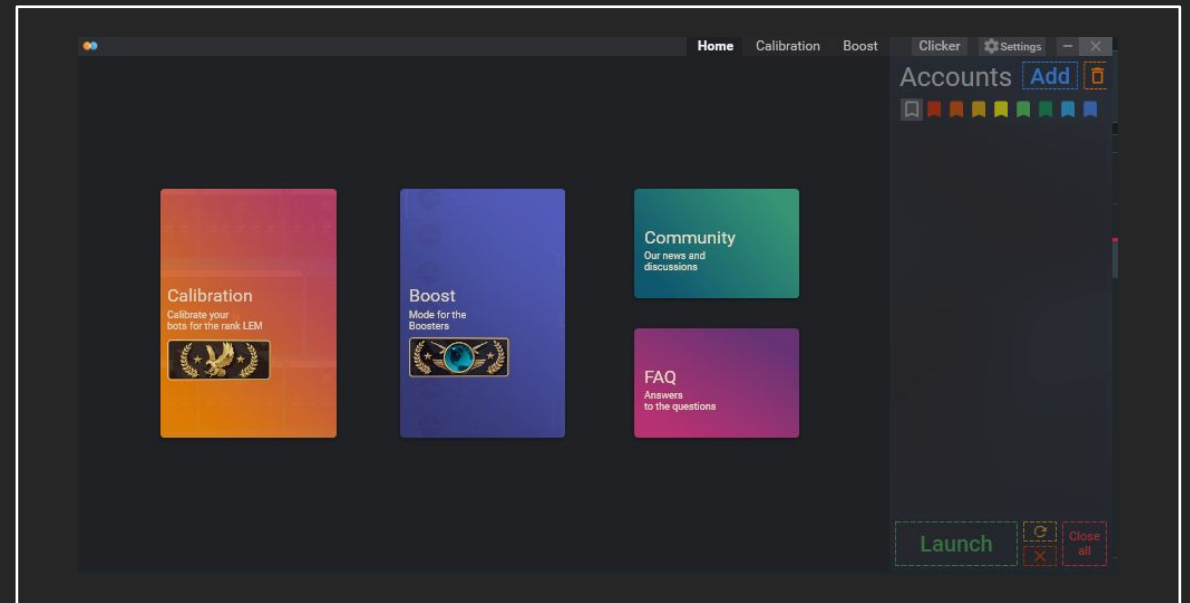 Home Calibration Boost Clicker Settings
Accounts Add
Calibration
Calibrate your
bots for the rank LEM
Boost
Mode for the
Boosters
Community
Our news and
discussions
FAQ
Answers
to the questions
Launch
Close
all